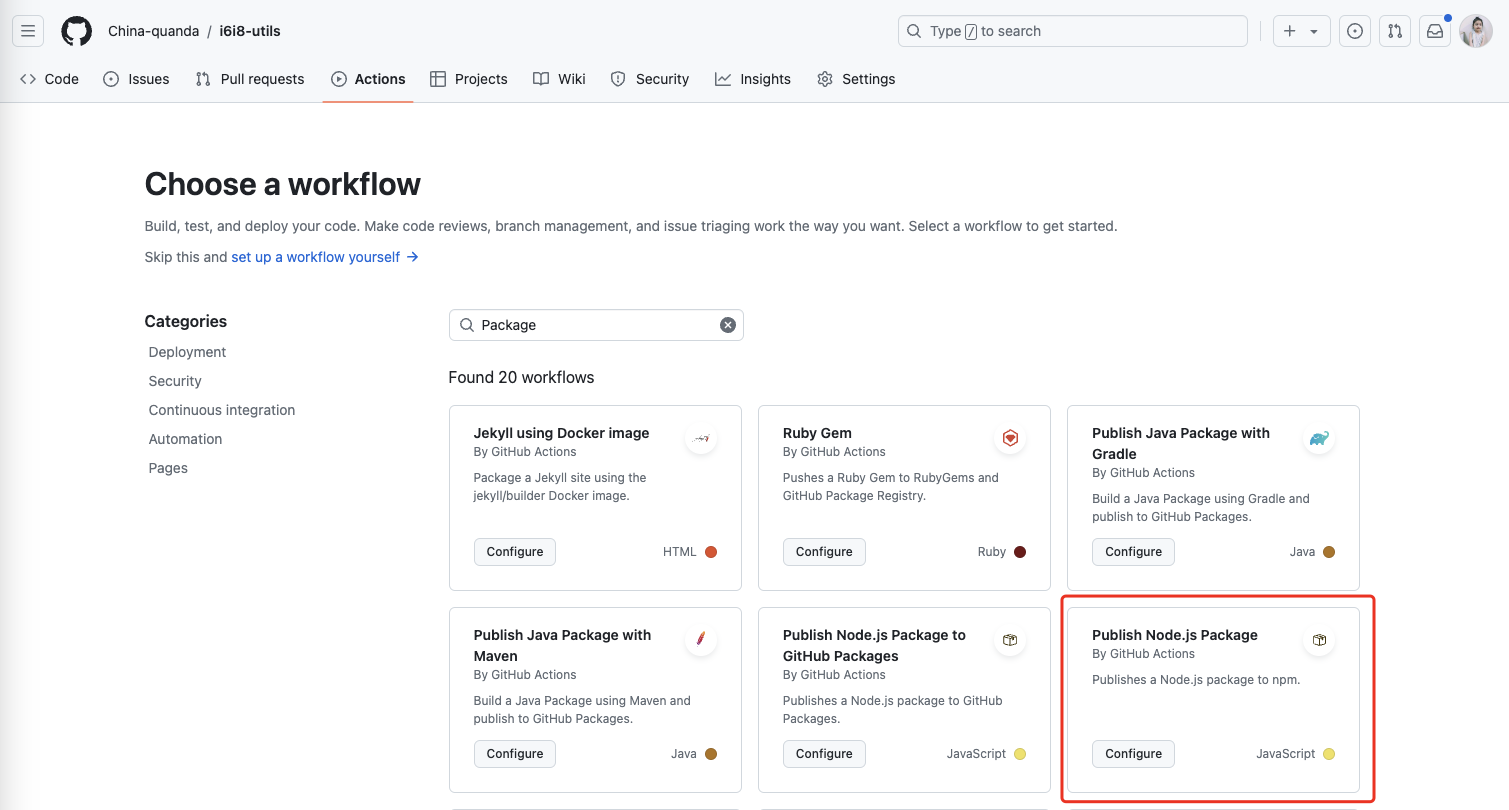 China-quanda / i6i8-utils
Type / to search
Code Issues Pull requests Actions Projects Wiki Security Insights Settings
Choose a workflow
Build, test, and deploy your code. Make code reviews, branch management, and issue triaging work the way you want. Select a workflow to get started.
Skip this and set up a workflow yourself →
Categories
Deployment
Security
Continuous integration
Automation
Pages
Package
Found 20 workflows
Jekyll using Docker image
By GitHub Actions
Package a Jekyll site using the
jekyll/builder Docker image.
Configure
HTML
Ruby Gem
By GitHub Actions
Pushes a Ruby Gem to RubyGems and
GitHub Package Registry.
Configure
Ruby
Publish Java Package with
Gradle
By GitHub Actions
Build a Java Package using Gradle and
publish to GitHub Packages.
Configure
Java
Publish Java Package with
Maven
By GitHub Actions
Build a Java Package using Maven and
publish to GitHub Packages.
Configure
Java
Publish Node.js Package to
GitHub Packages
By GitHub Actions
Publishes a Node.js package to GitHub
Packages.
Configure
JavaScript
Publish Node.js Package
By GitHub Actions
Publishes a Node.js package to npm.
Configure
JavaScript